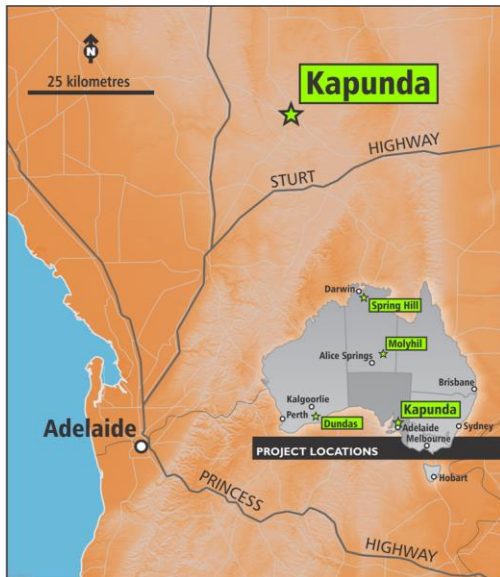 N
25 kilometres
Kapunda
STURT HIGHWAY
Darwin
Spring Hill
Molyhil
Alice Springs
Brisbane
Kalgoorlie
Perth
Dundas
Kapunda
Adelaide
Sydney
Melbourne
PROJECT LOCATIONS
Hobart
Adelaide
PRINCESS HIGHWAY